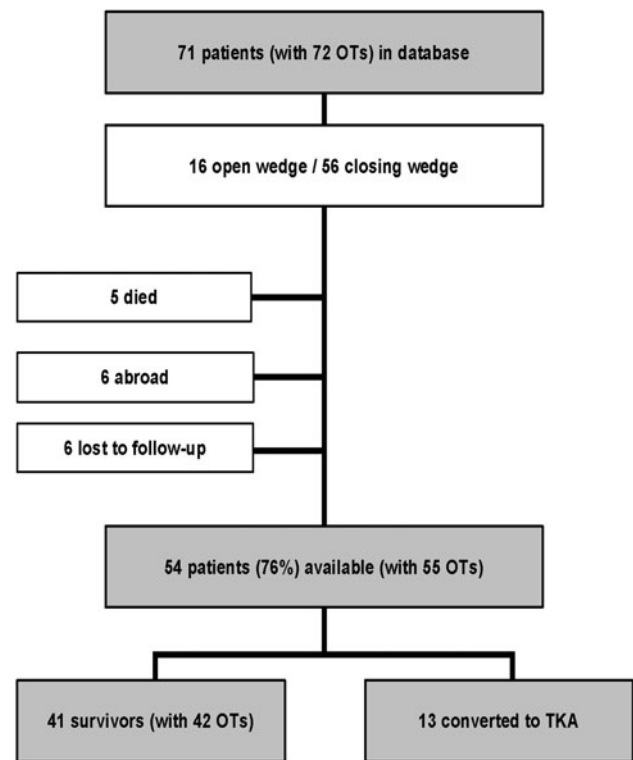 71 patients (with 72 OTs) in database
16 open wedge / 56 closing wedge
5 died
6 abroad
6 lost to follow-up
54 patients (76%) available (with 55 OTs)
41 survivors (with 42 OTs)
13 converted to TKA